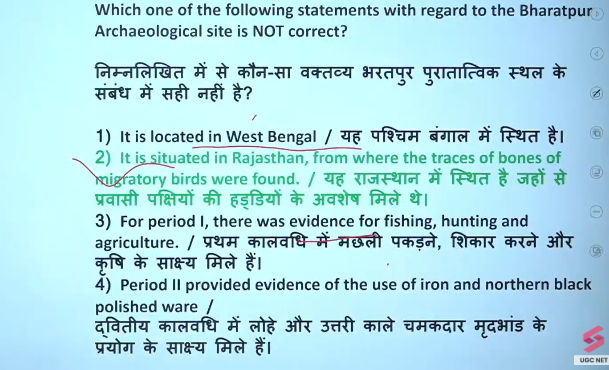 Which one of the following statements with regard to the Bharatpur
Archaeological site is NOT correct?
निम्नलिखित में से कौन-सा वक्तव्य भरतपुर पुरातात्विक स्थल के
संबंध में सही नहीं है?
1) It is located in West Bengal / यह पश्चिम बंगाल में स्थित है।
2) It is situated in Rajasthan, from where the traces of bones of
migratory birds were found. / यह राजस्थान में स्थित है जहाँ से
प्रवासी पक्षियों की हड्डियों के अवशेष मिले थे।
3) For period I, there was evidence for fishing, hunting and
agriculture. / प्रथम कालवधि में मछली पकड़ने, शिकार करने और
कृषि के साक्ष्य मिले हैं।
4) Period II provided evidence of the use of iron and northern black
polished ware /
द्वितीय कालवधि में लोहे और उत्तरी काले चमकदार मृदभांड के
प्रयोग के साक्ष्य मिले हैं।
UGC NET